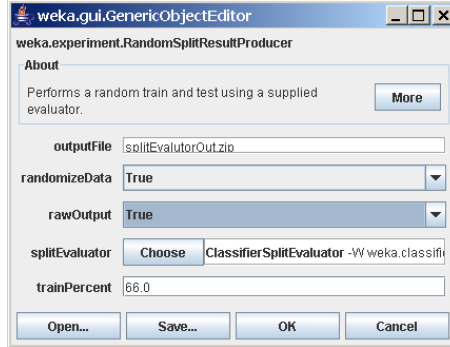 weka.gui.GenericObjectEditor
weka.experiment.RandomSplitResultProducer
About
Performs a random train and test using a supplied
evaluator.
More
outputFile splitEvalutorOut.zip
randomizeData True
rawOutput True
splitEvaluator Choose ClassifierSplitEvaluator -W weka.classifi
trainPercent 66.0
Open... Save... OK Cancel